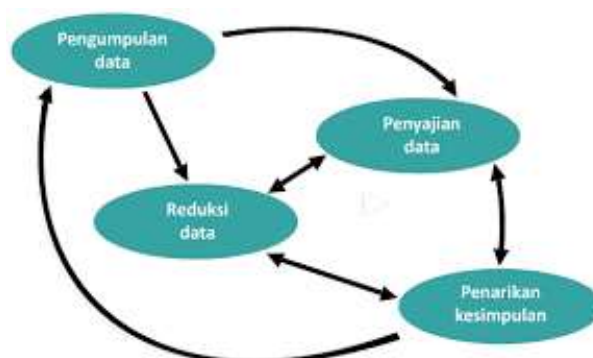 Pengumpulan
data
Penyajian
data
Reduksi
data
Penarikan
kesimpulan